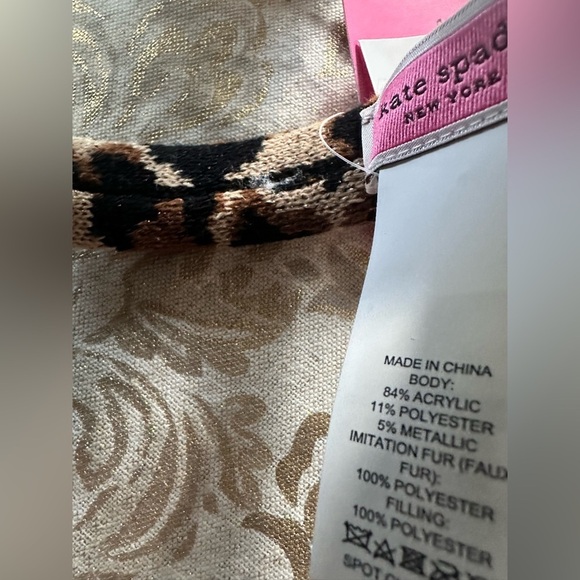 kate spad
NEW YORK
MADE IN CHINA
BODY:
84% ACRYLIC
11% POLYESTER
5% METALLIC
IMITATION FUR (FAUX
FUR):
100% POLYESTER
FILLING:
100% POLYESTER
SPOT